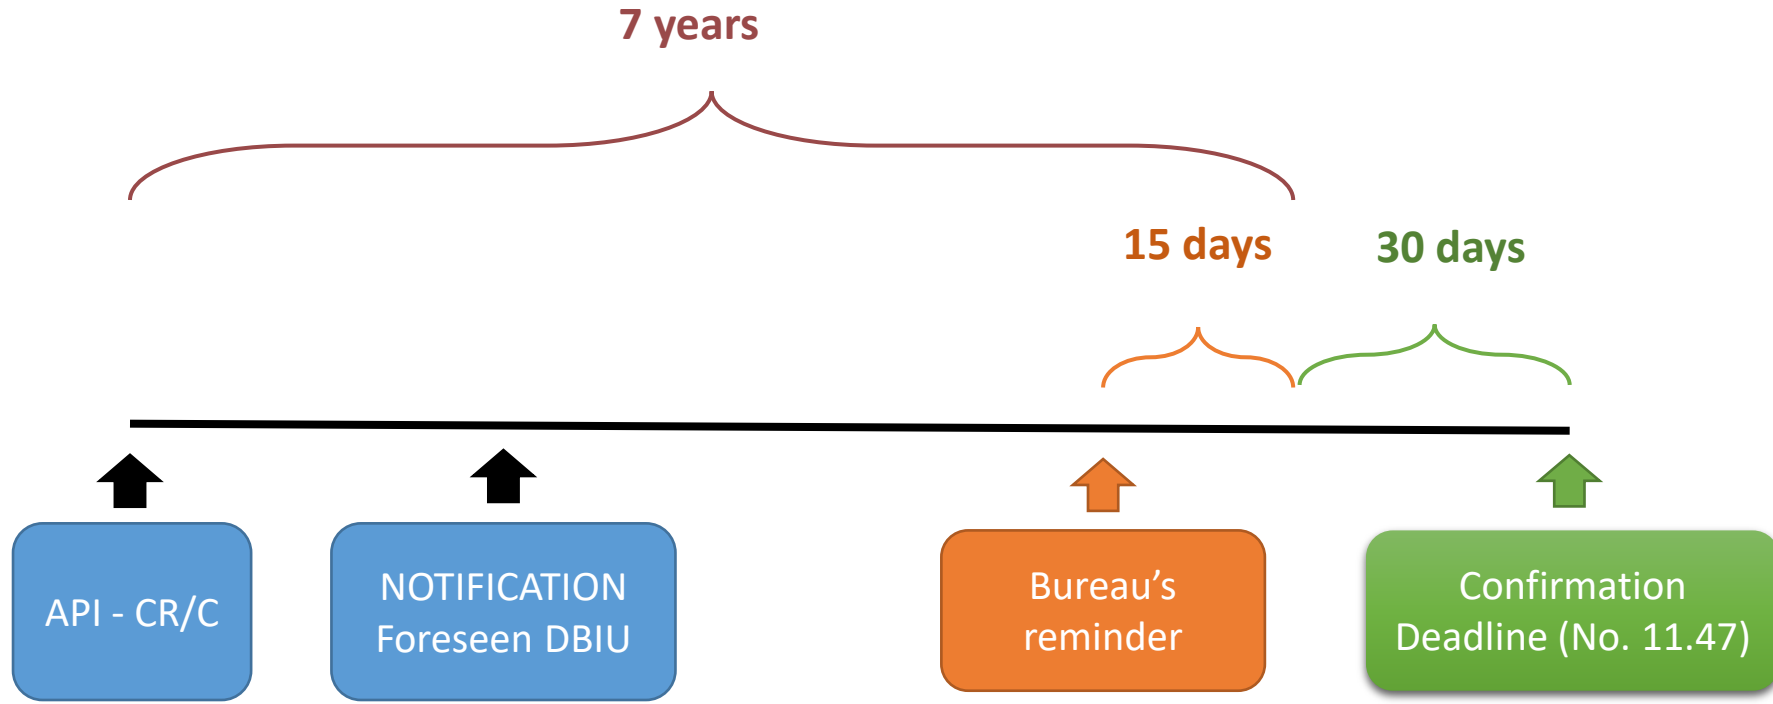 7 years
15 days
30 days
API - CR/C
NOTIFICATION
Foreseen DBIU
Bureau’s
reminder
Confirmation
Deadline (No. 11.47)